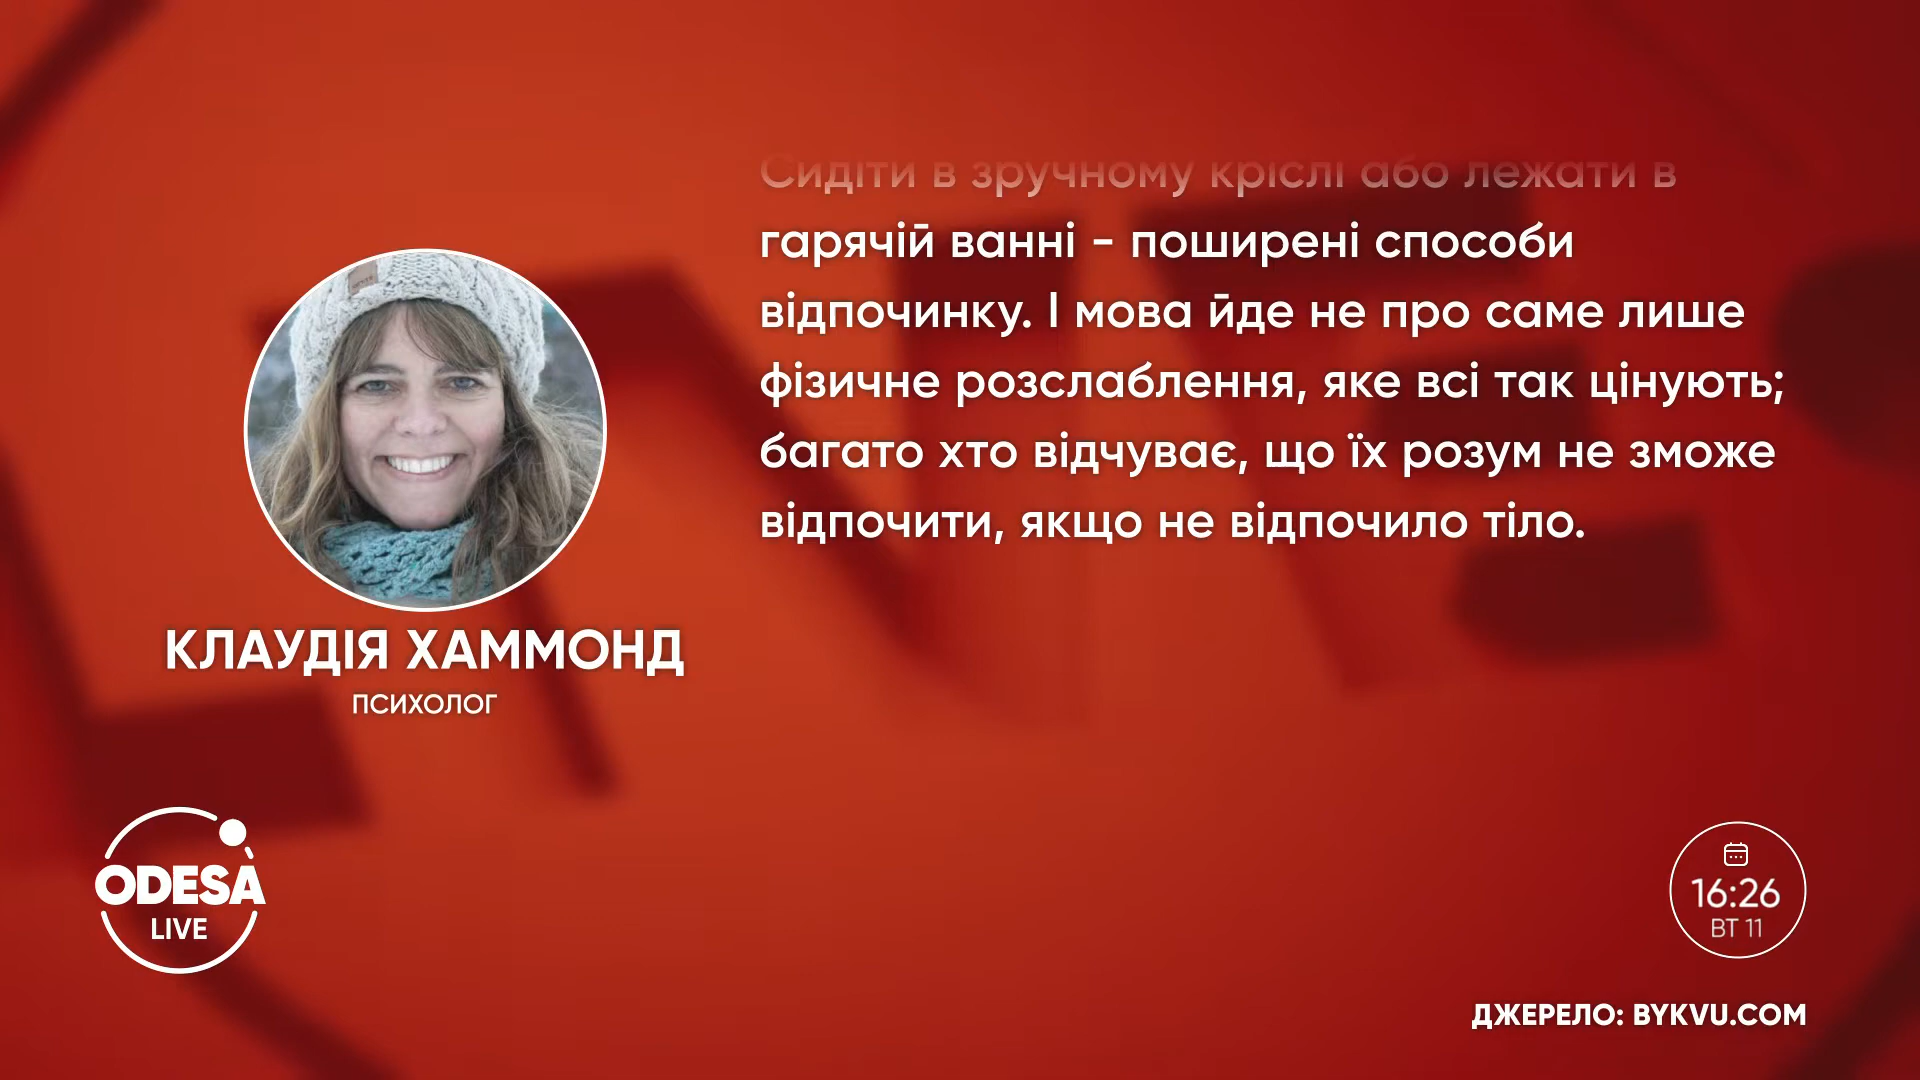 Сидіти в зручному кріслі або лежати в
гарячій ванні - поширені способи
відпочинку. І мова йде не про саме лише
фізичне розслаблення, яке всі так цінують;
багато хто відчуває, що їх розум не зможе
відпочити, якщо не відпочило тіло.
КЛАУДІЯ ХАММОНД
ПСИХОЛОГ
ODESA
LIVE
16:26
ВТ 11
ДЖЕРЕЛО: BYKVU.COM